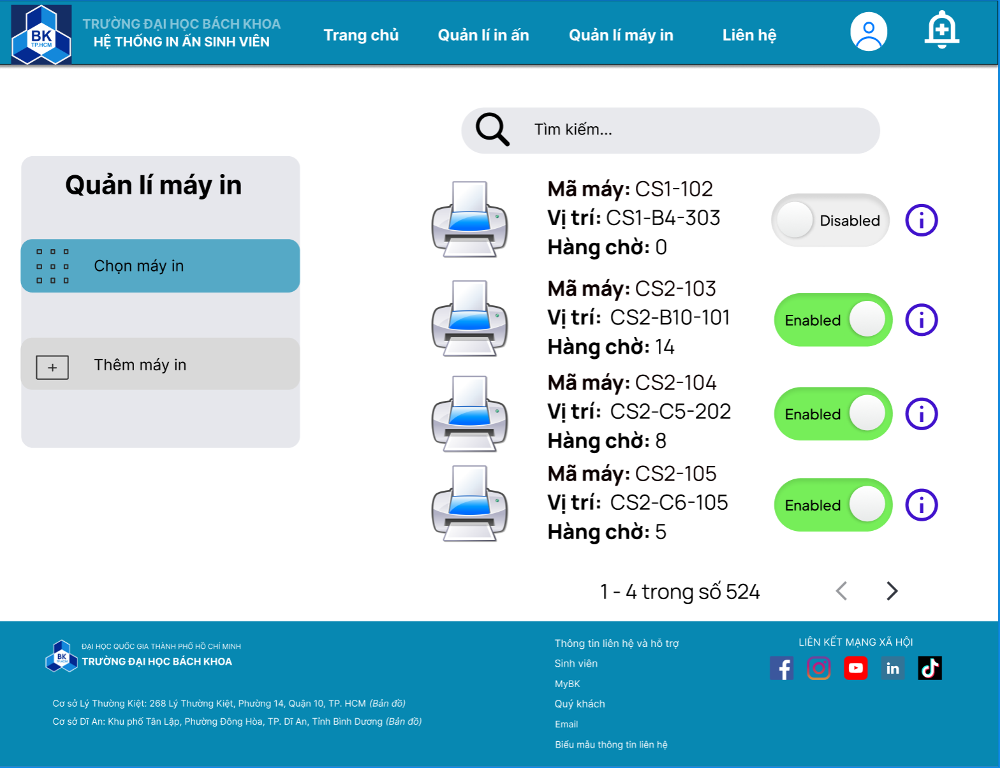 BK
TP.HCM
TRƯỜNG ĐẠI HỌC BÁCH KHOA
HỆ THỐNG IN ẤN SINH VIÊN
Trang chủ
Quản lí in ấn
Quản lí máy in
Liên hệ
Tìm kiếm...
Quản lí máy in
Chọn máy in
Thêm máy in
Mã máy: CS1-102
Vị trí: CS1-B4-303
Hàng chờ: 0
Disabled
Mã máy: CS2-103
Vị trí: CS2-B10-101
Hàng chờ: 14
Enabled
Mã máy: CS2-104
Vị trí: CS2-C5-202
Hàng chờ: 8
Enabled
Mã máy: CS2-105
Vị trí: CS2-C6-105
Hàng chờ: 5
Enabled
1 - 4 trong số 524
BK
TP.HCM
ĐẠI HỌC QUỐC GIA THÀNH PHỐ HỒ CHÍ MINH
TRƯỜNG ĐẠI HỌC BÁCH KHOA
Cơ sở Lý Thường Kiệt: 268 Lý Thường Kiệt, Phường 14, Quận 10, TP. HCM (Bản đồ)
Cơ sở Dĩ An: Khu phố Tân Lập, Phường Đông Hòa, TP. Dĩ An, Tỉnh Bình Dương (Bản đồ)
Thông tin liên hệ và hỗ trợ
Sinh viên
MyBK
Quý khách
Email
Biểu mẫu thông tin liên hệ
LIÊN KẾT MẠNG XÃ HỘI
f
in